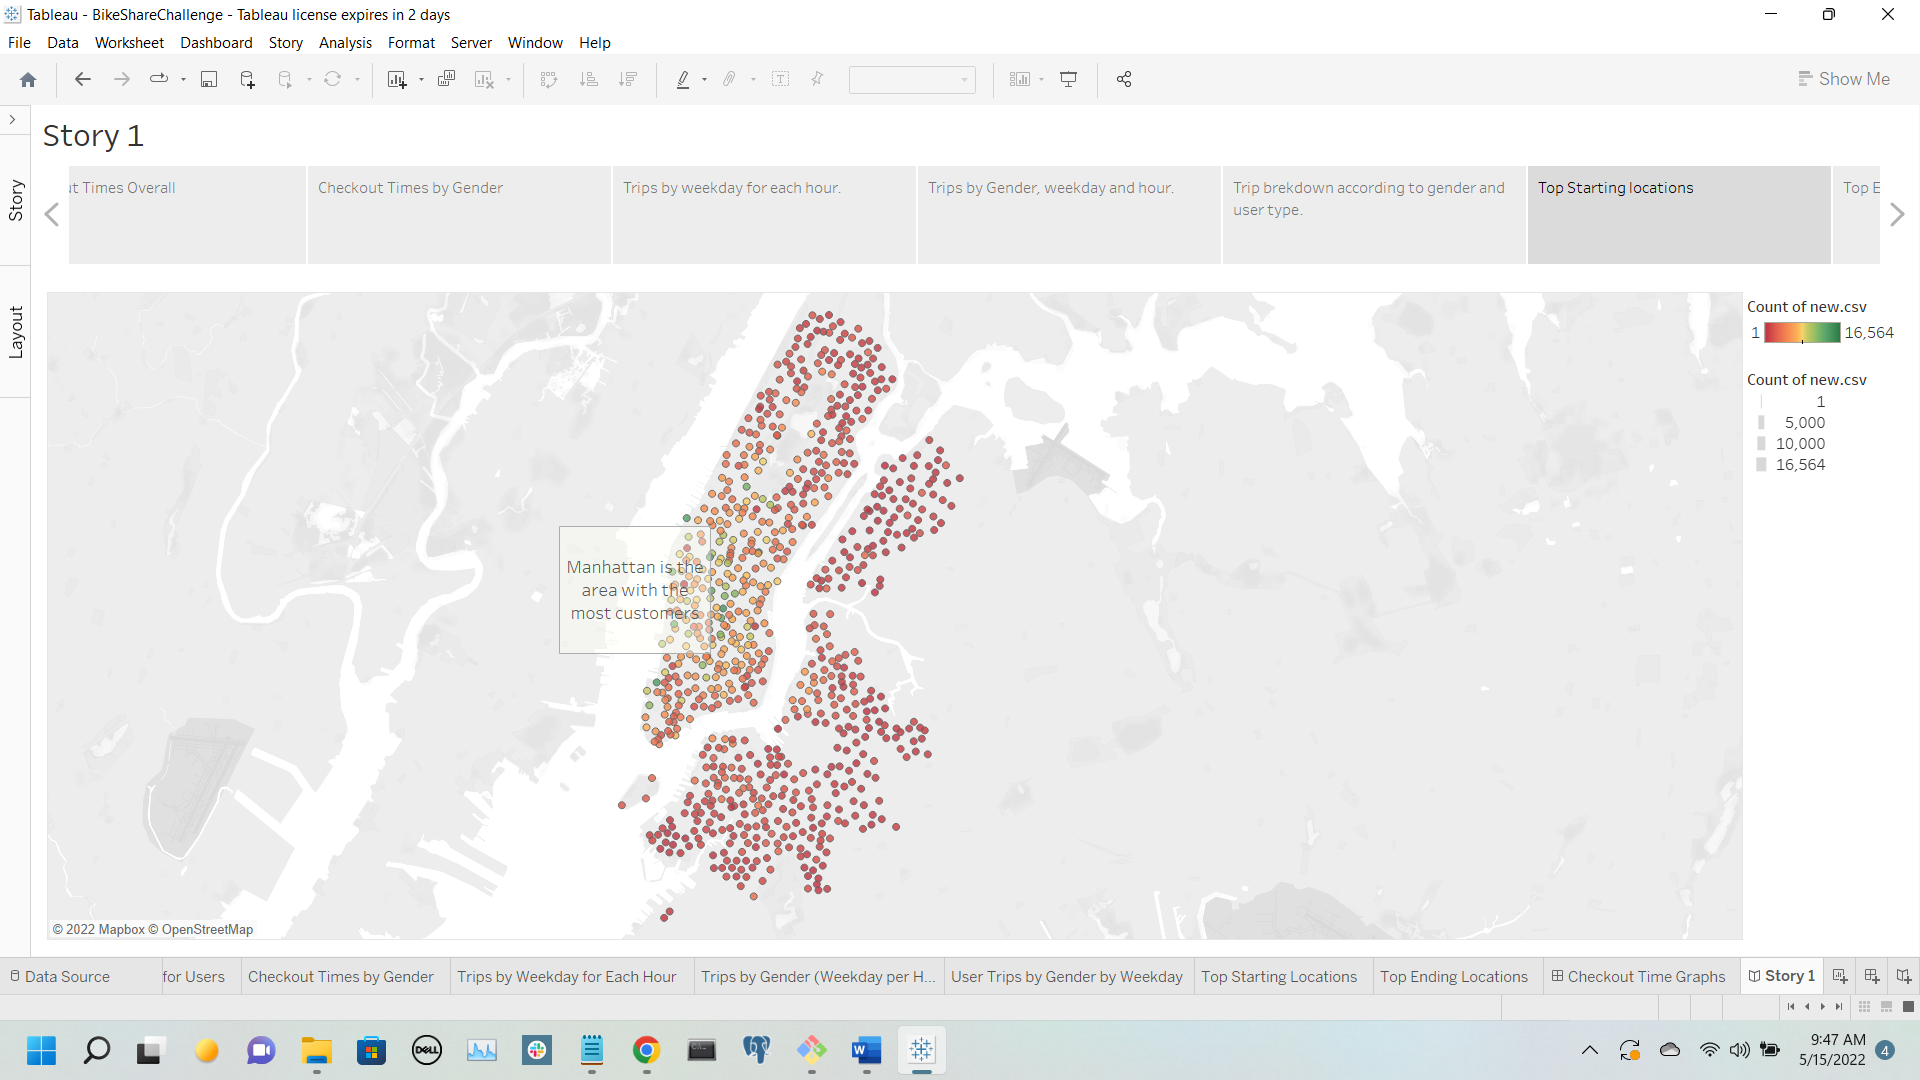 Tableau - BikeShareChallenge - Tableau license expires in 2 days
File Data Worksheet Dashboard Story Analysis Format Server Window Help
Show Me
Story
Layout
Story 1
ut Times Overall
Checkout Times by Gender
Trips by weekday for each hour.
Trips by Gender, weekday and hour.
Trip brekdown according to gender and
user type.
Top Starting locations
Top E
Manhattan is the
area with the
most customers
Count of new.csv
1 16,564
Count of new.csv
1
5,000
10,000
16,564
© 2022 Mapbox © OpenStreetMap
Data Source for Users Checkout Times by Gender Trips by Weekday for Each Hour Trips by Gender (Weekday per H... User Trips by Gender by Weekday Top Starting Locations Top Ending Locations Checkout Time Graphs Story 1
DELL
W
9:47 AM
5/15/2022
4